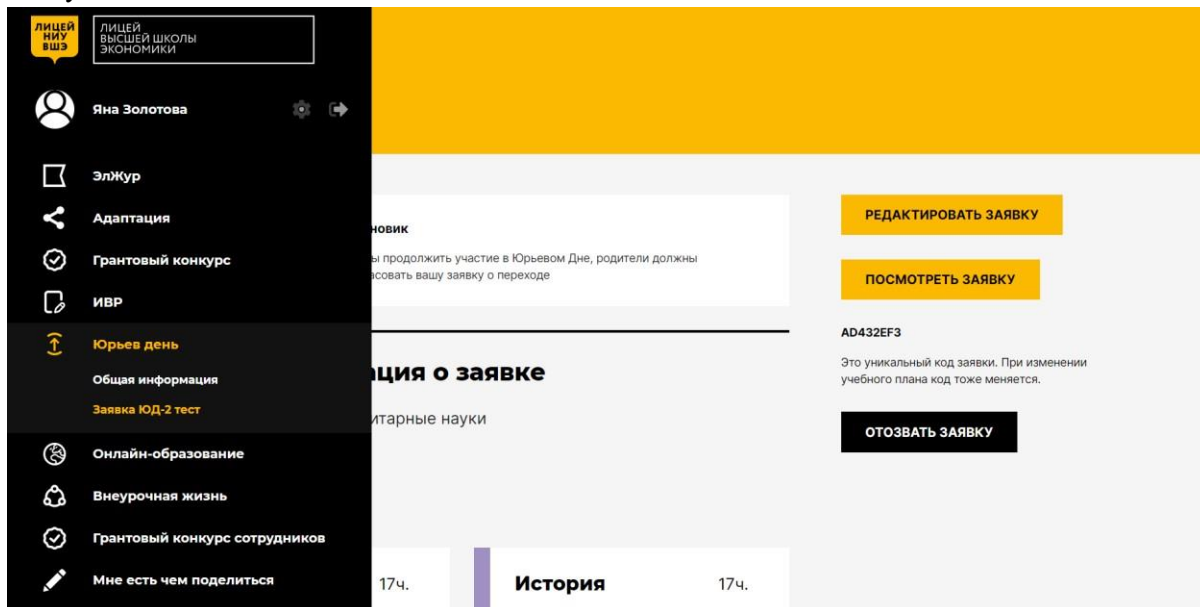 ЛИЦЕЙ
НИУ
ВШЭ
ЛИЦЕЙ
ВЫСШЕЙ ШКОЛЫ
ЭКОНОМИКИ
Яна Золотова
ЭлЖур
Адаптация
Грантовый конкурс
ИВР
Юрьев день
Общая информация
Заявка ЮД-2 тест
Онлайн-образование
Внеурочная жизнь
Грантовый конкурс сотрудников
Мне есть чем поделиться
новик
ы продолжить участие в Юрьевом Дне, родители должны
асовать вашу заявку о переходе
ция о заявке
итарные науки
17ч.
История 17ч.
РЕДАКТИРОВАТЬ ЗАЯВКУ
ПОСМОТРЕТЬ ЗАЯВКУ
AD432EF3
Это уникальный код заявки. При изменении
учебного плана код тоже меняется.
ОТОЗВАТЬ ЗАЯВКУ